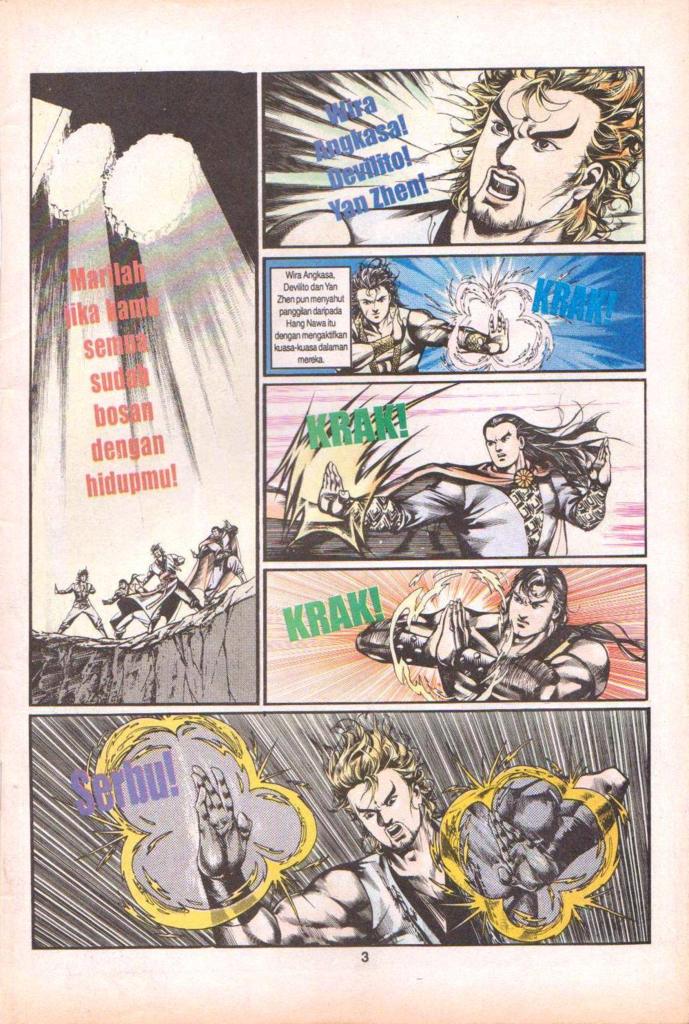 Marilah
jika kamu
semua
sudah
bosan
dengan
hidupmu!
Wira
Angkasa!
Devilito!
Yan Zhen!
Wira Angkasa,
Devilito dan Yan
Zhen pun menyahut
panggilan daripada
Hang Nawa itu
dengan mengaktifkan
kuasa-kuasa dalaman
mereka.
KRAK!
KRAK!
KRAK!
Serbu!
3